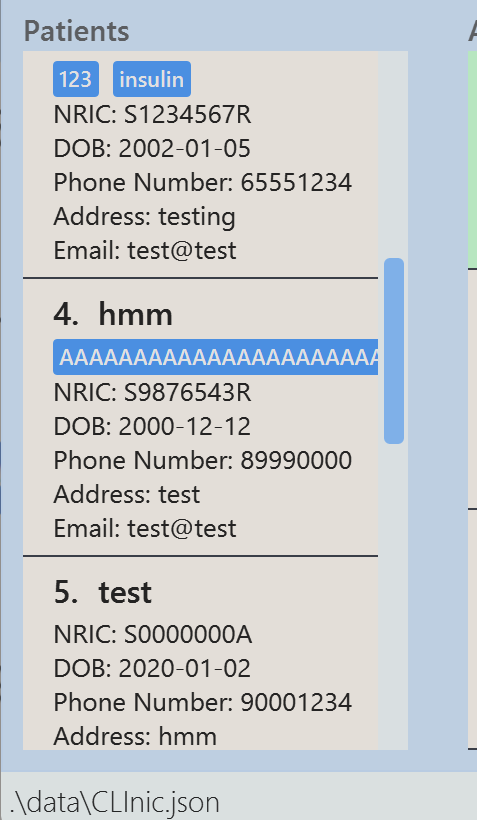 Patients
123 insulin
NRIC: S1234567R
DOB: 2002-01-05
Phone Number: 65551234
Address: testing
Email: test@test
4. hmm
AAAAAAAAAAAAAAAAAAAAAA
NRIC: S9876543R
DOB: 2000-12-12
Phone Number: 89990000
Address: test
Email: test@test
5. test
NRIC: S0000000A
DOB: 2020-01-02
Phone Number: 90001234
Address: hmm
.\data\CLInic.json